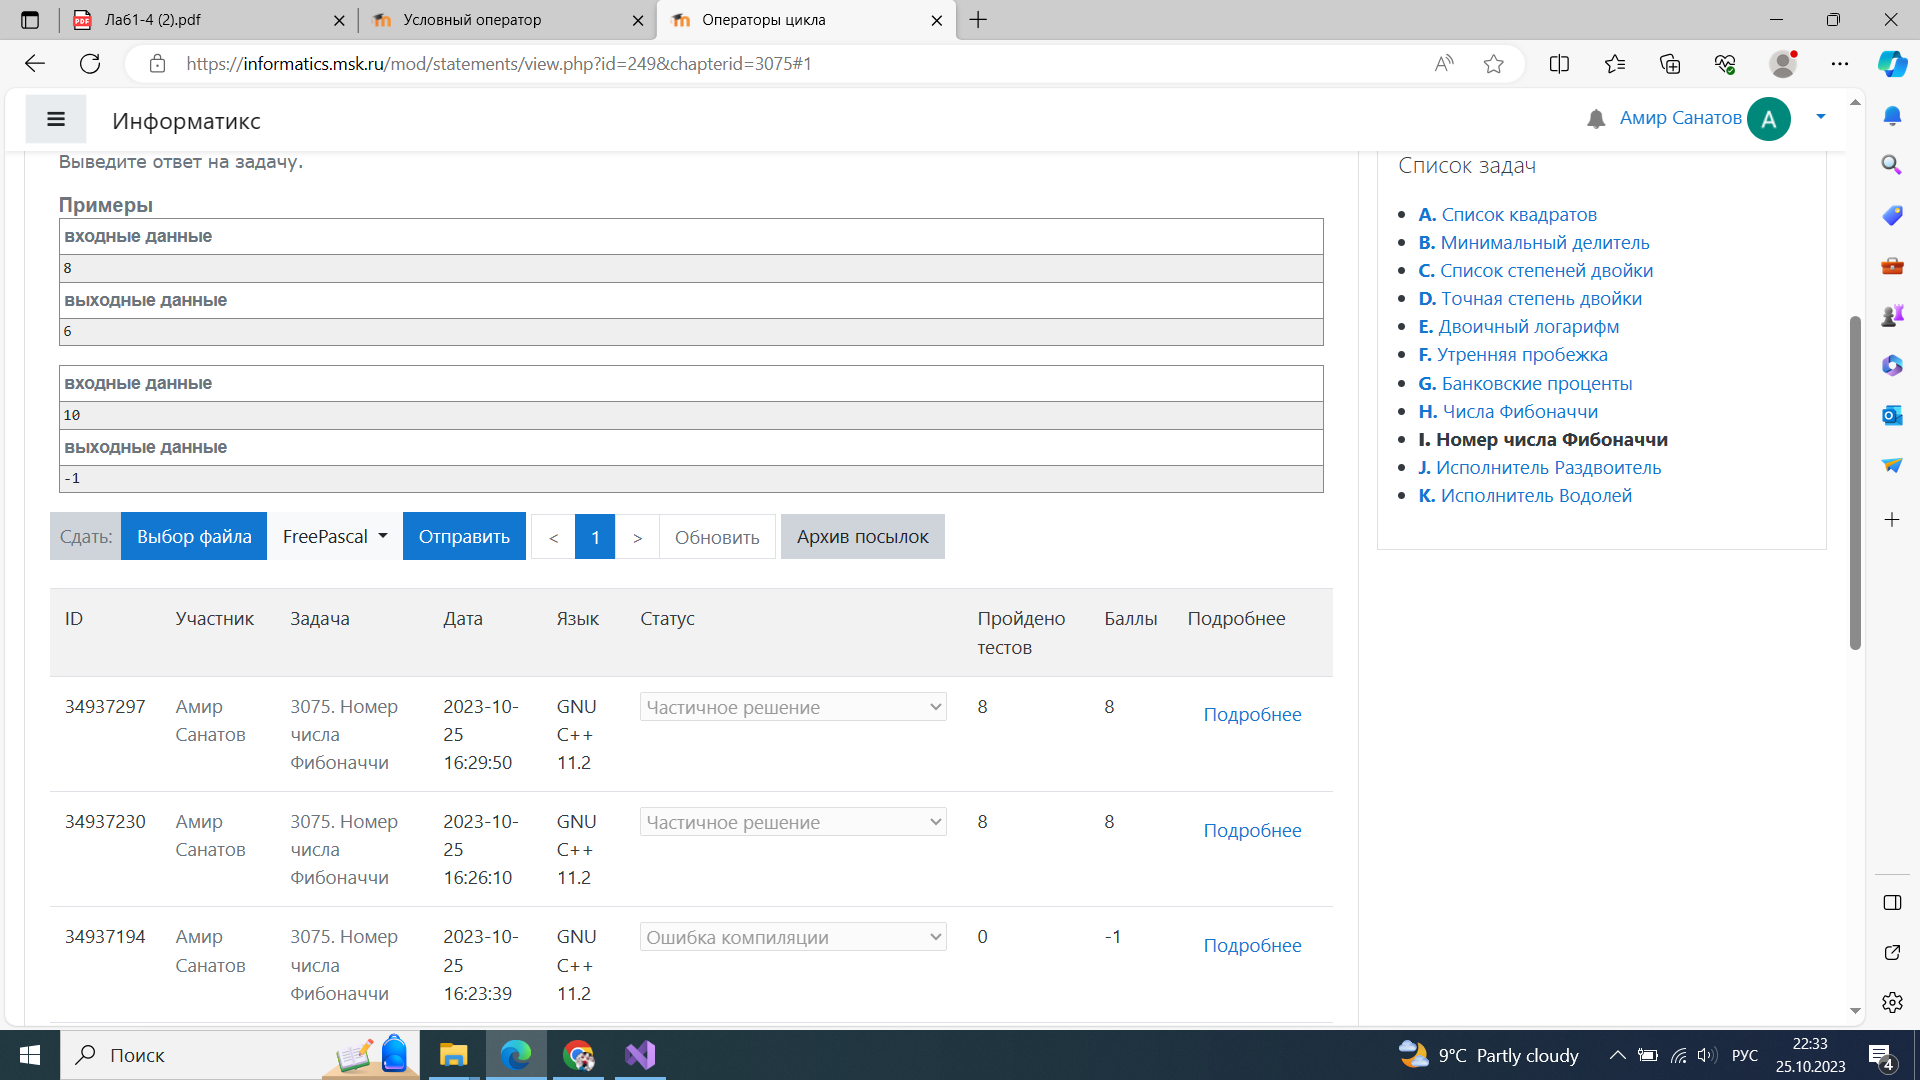 Лаб1-4 (2).pdf
Условный оператор
Операторы цикла
https://informatics.msk.ru/mod/statements/view.php?id=249&chapterid=3075#1
Информатикс
Амир Санатов
А
Выведите ответ на задачу.
Примеры
входные данные
8
выходные данные
6
входные данные
10
выходные данные
-1
Сдать: Выбор файла FreePascal Отправить < 1 > Обновить Архив посылок
ID Участник Задача Дата Язык Статус Пройдено тестов Баллы Подробнее
34937297 Амир Санатов 3075. Номер числа Фибоначчи 2023-10-25 16:29:50 GNU C++ 11.2 Частичное решение 8 8 Подробнее
34937230 Амир Санатов 3075. Номер числа Фибоначчи 2023-10-25 16:26:10 GNU C++ 11.2 Частичное решение 8 8 Подробнее
34937194 Амир Санатов 3075. Номер числа Фибоначчи 2023-10-25 16:23:39 GNU C++ 11.2 Ошибка компиляции 0 -1 Подробнее
Список задач
A. Список квадратов
B. Минимальный делитель
C. Список степеней двойки
D. Точная степень двойки
E. Двоичный логарифм
F. Утренняя пробежка
G. Банковские проценты
H. Числа Фибоначчи
I. Номер числа Фибоначчи
J. Исполнитель Раздвоитель
K. Исполнитель Водолей
Поиск
9°C Partly cloudy
РУС
22:33
25.10.2023
4